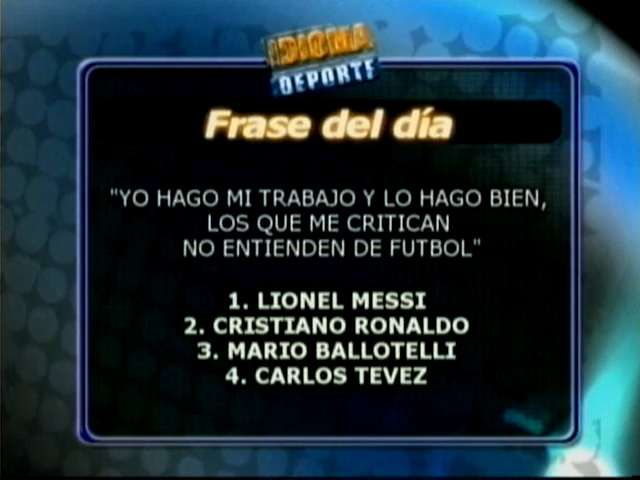 IDIOMA
DEPORTE
Frase del día
"YO HAGO MI TRABAJO Y LO HAGO BIEN,
LOS QUE ME CRITICAN
NO ENTIENDEN DE FUTBOL"
1. LIONEL MESSI
2. CRISTIANO RONALDO
3. MARIO BALLOTELLI
4. CARLOS TEVEZ